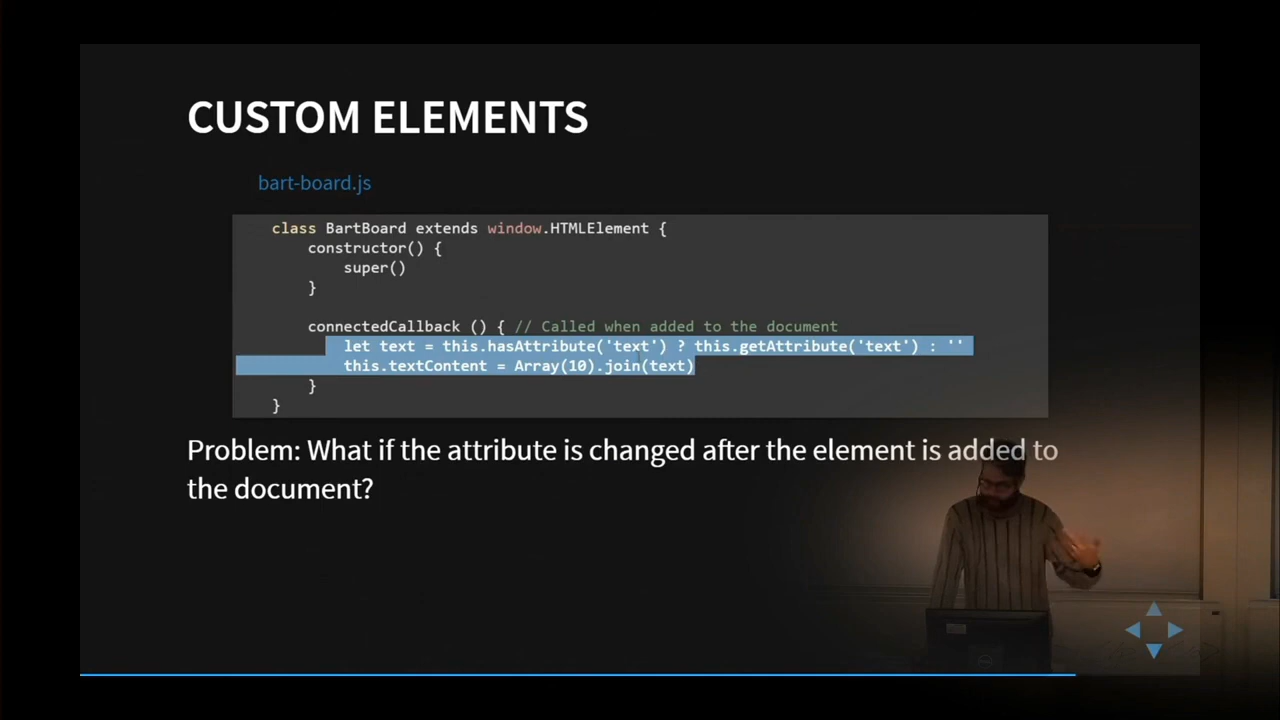 CUSTOM ELEMENTS
bart-board.js
class BartBoard extends window.HTMLElement {
constructor() {
super()
}
connectedCallback () { // Called when added to the document
let text = this.hasAttribute('text') ? this.getAttribute('text') : ''
this.textContent = Array(10).join(text)
}
}
Problem: What if the attribute is changed after the element is added to
the document?